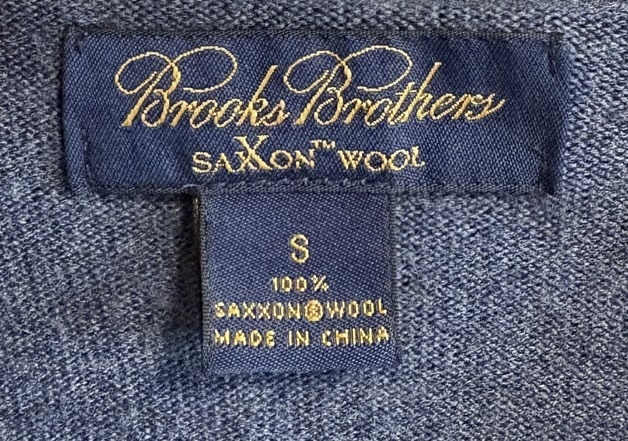 Brooks Brothers
SAXXON™ WOOL
S
100%
SAXXON® WOOL
MADE IN CHINA